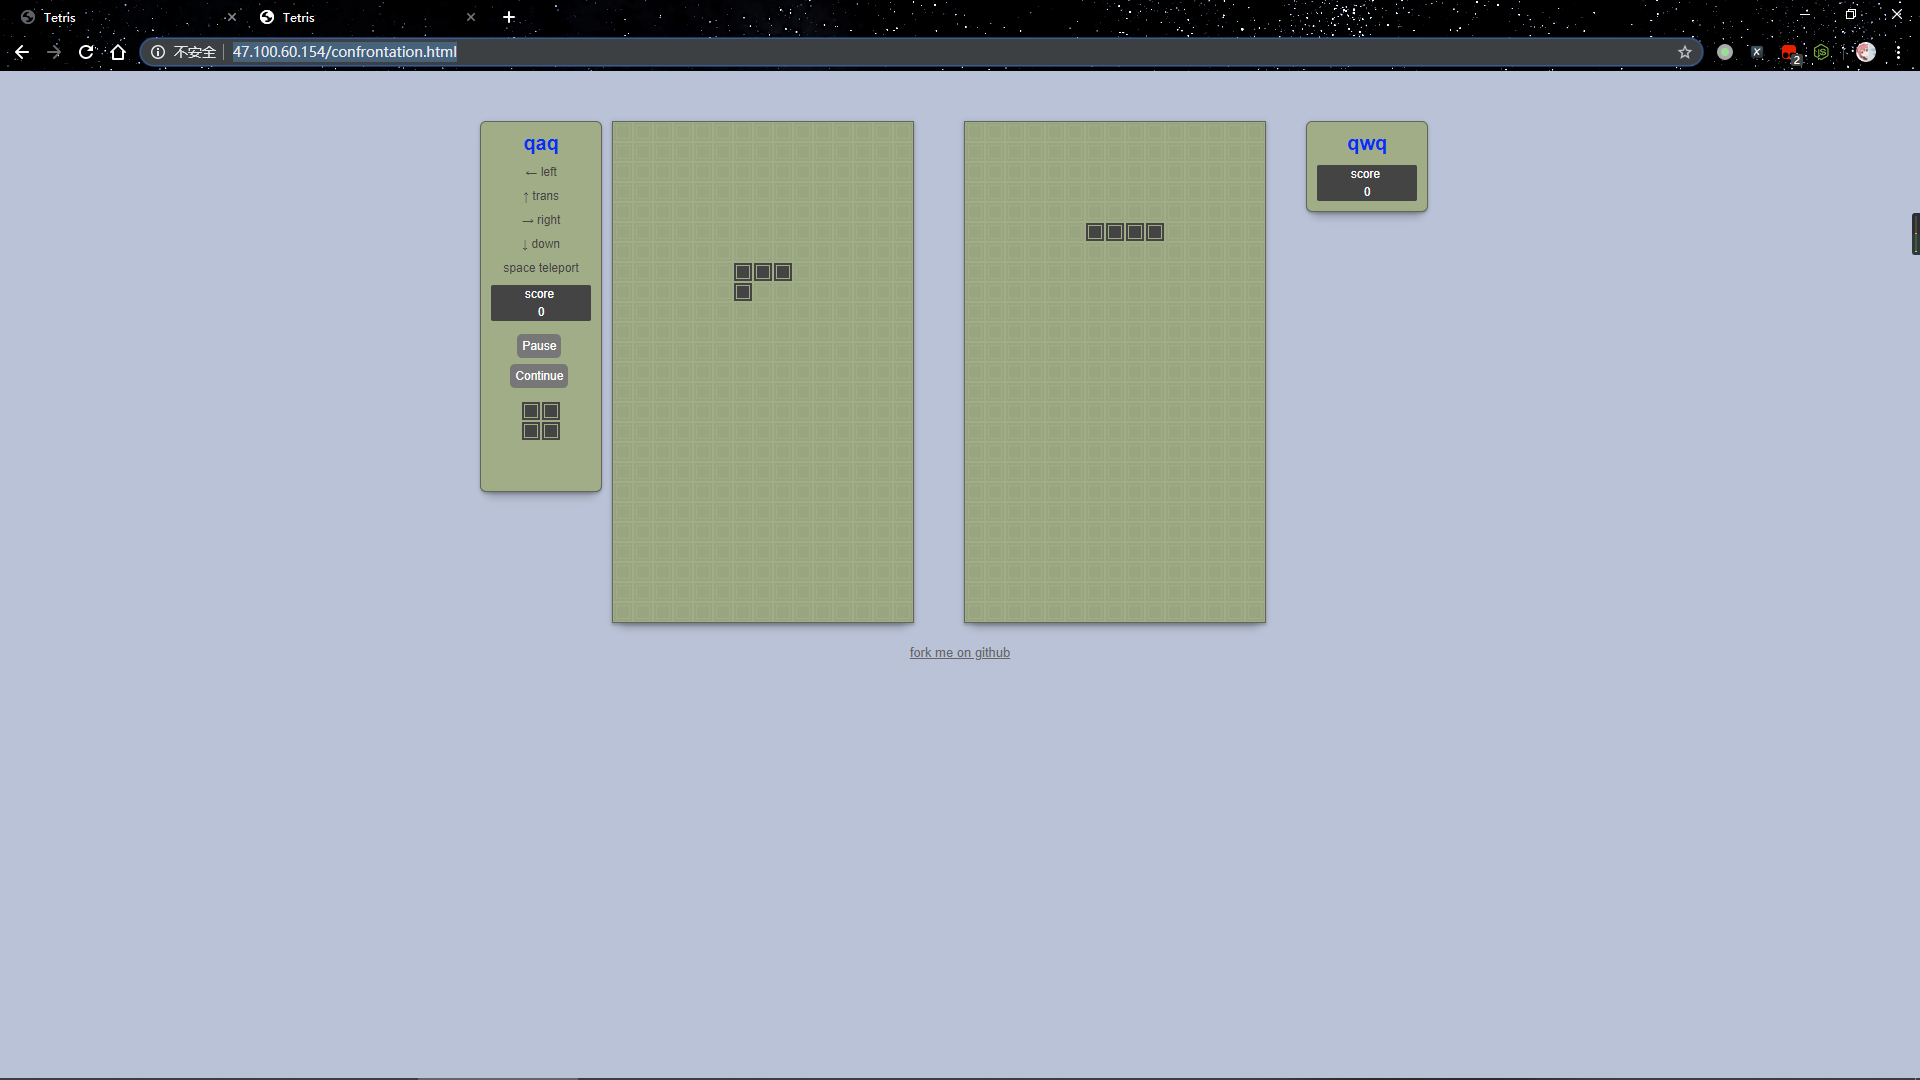 Tetris
Tetris
不安全
47.100.60.154/confrontation.html
2
qaq
← left
↑ trans
→ right
↓ down
space teleport
score
0
Pause
Continue
qwq
score
0
fork me on github